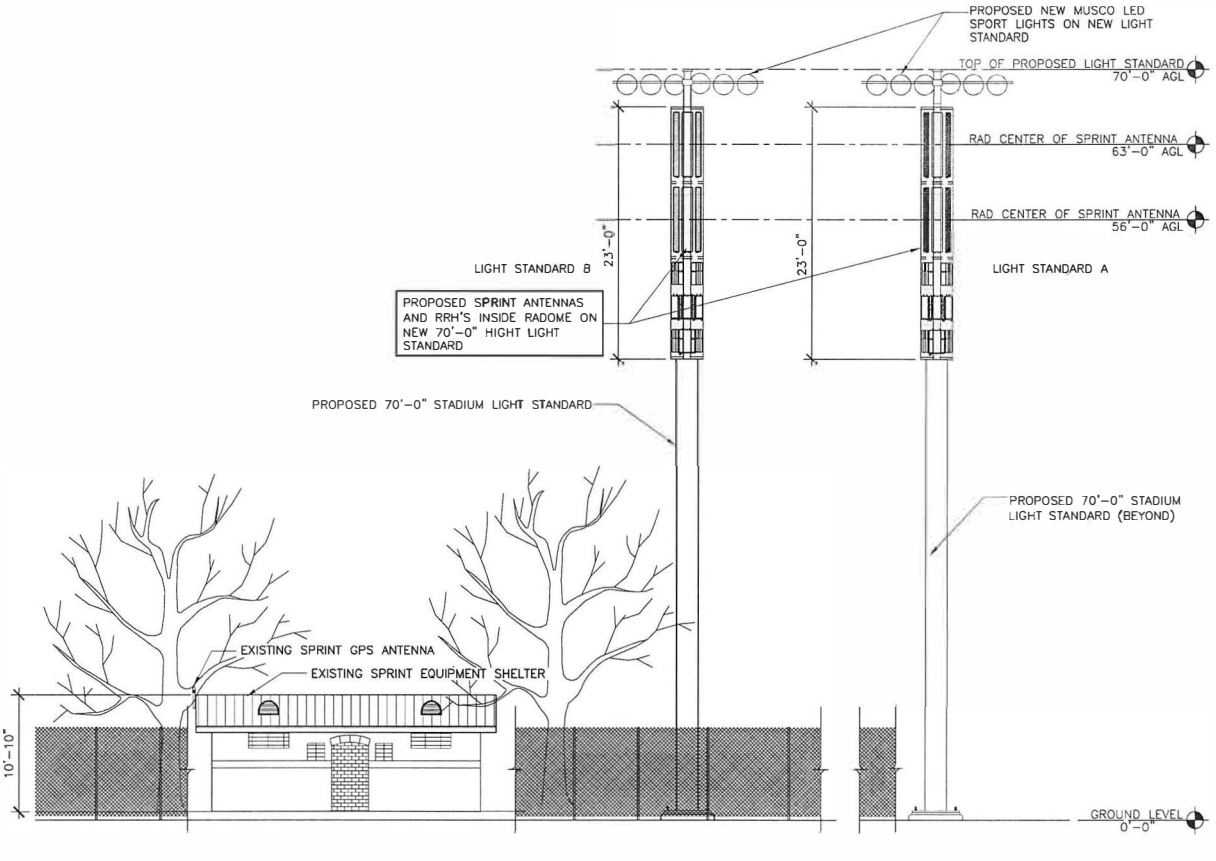 PROPOSED NEW MUSCO LED
SPORT LIGHTS ON NEW LIGHT
STANDARD
TOP OF PROPOSED LIGHT STANDARD
70'-0" AGL
RAD CENTER OF SPRINT ANTENNA
63'-0" AGL
RAD CENTER OF SPRINT ANTENNA
56'-0" AGL
23'-0"
23'-0"
LIGHT STANDARD B
LIGHT STANDARD A
PROPOSED SPRINT ANTENNAS
AND RRH'S INSIDE RADOME ON
NEW 70'-0" HIGHT LIGHT
STANDARD
PROPOSED 70'-0" STADIUM LIGHT STANDARD
PROPOSED 70'-0" STADIUM
LIGHT STANDARD (BEYOND)
EXISTING SPRINT GPS ANTENNA
EXISTING SPRINT EQUIPMENT SHELTER
10'-10"
GROUND LEVEL
0'-0"